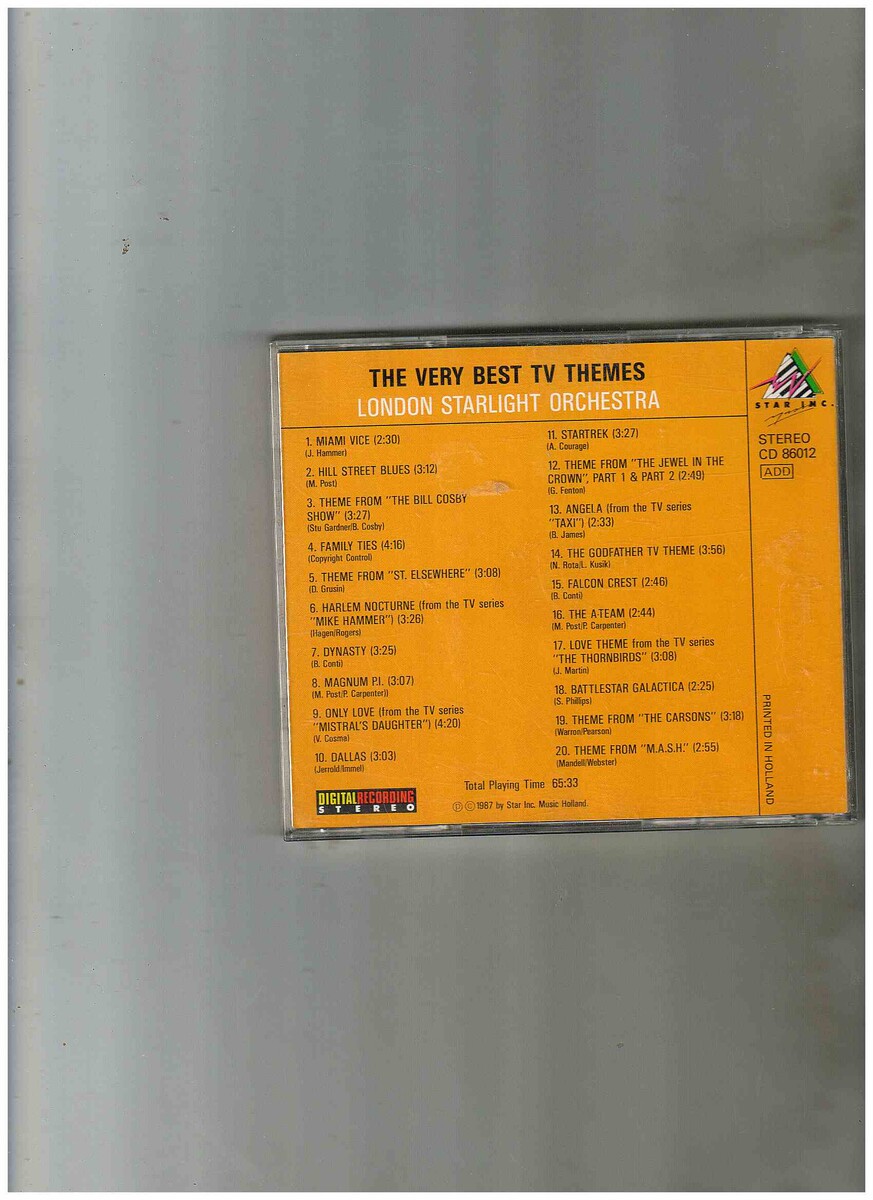 THE VERY BEST TV THEMES
LONDON STARLIGHT ORCHESTRA
1. MIAMI VICE (2:30)
(J. Hammer)
2. HILL STREET BLUES (3:12)
(M. Post)
3. THEME FROM "THE BILL COSBY
SHOW" (3:27)
(Stu Gardner/B. Cosby)
4. FAMILY TIES (4:16)
(Copyright Control)
5. THEME FROM "ST. ELSEWHERE" (3:08)
(D. Grusin)
6. HARLEM NOCTURNE (from the TV series
"MIKE HAMMER") (3:26)
(Hagen/Rogers)
7. DYNASTY (3:25)
(B. Conti)
8. MAGNUM P.I. (3:07)
(M. Post/P. Carpenter))
9. ONLY LOVE (from the TV series
"MISTRAL'S DAUGHTER") (4:20)
(V. Cosma)
10. DALLAS (3:03)
(Jerrold/Immel)
11. STARTREK (3:27)
(A. Courage)
12. THEME FROM "THE JEWEL IN THE
CROWN", PART 1 & PART 2 (2:49)
(G. Fenton)
13. ANGELA (from the TV series
"TAXI") (2:33)
(B. James)
14. THE GODFATHER TV THEME (3:56)
(N. Rota/L. Kusik)
15. FALCON CREST (2:46)
(B. Conti)
16. THE A-TEAM (2:44)
(M. Post/P. Carpenter)
17. LOVE THEME from the TV series
"THE THORNBIRDS" (3:08)
(J. Martin)
18. BATTLESTAR GALACTICA (2:25)
(S. Phillips)
19. THEME FROM "THE CARSONS" (3:18)
(Warron/Pearson)
20. THEME FROM "M.A.S.H." (2:55)
(Mandell/Webster)
Total Playing Time 65:33
Ⓟ © 1987 by Star Inc. Music Holland.
DIGITAL RECORDING
STEREO
STAR INC.
STEREO
CD 86012
ADD
PRINTED IN HOLLAND